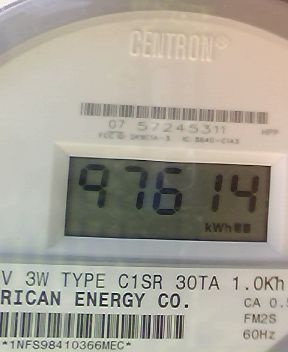 CENTRON®
07 57245311 HPP
97614
kWh
V 3W TYPE C1SR 30TA 1.0Kh
RICAN ENERGY CO.
CA 0.5
FM2S
60Hz
*1NFS98410366MEC*